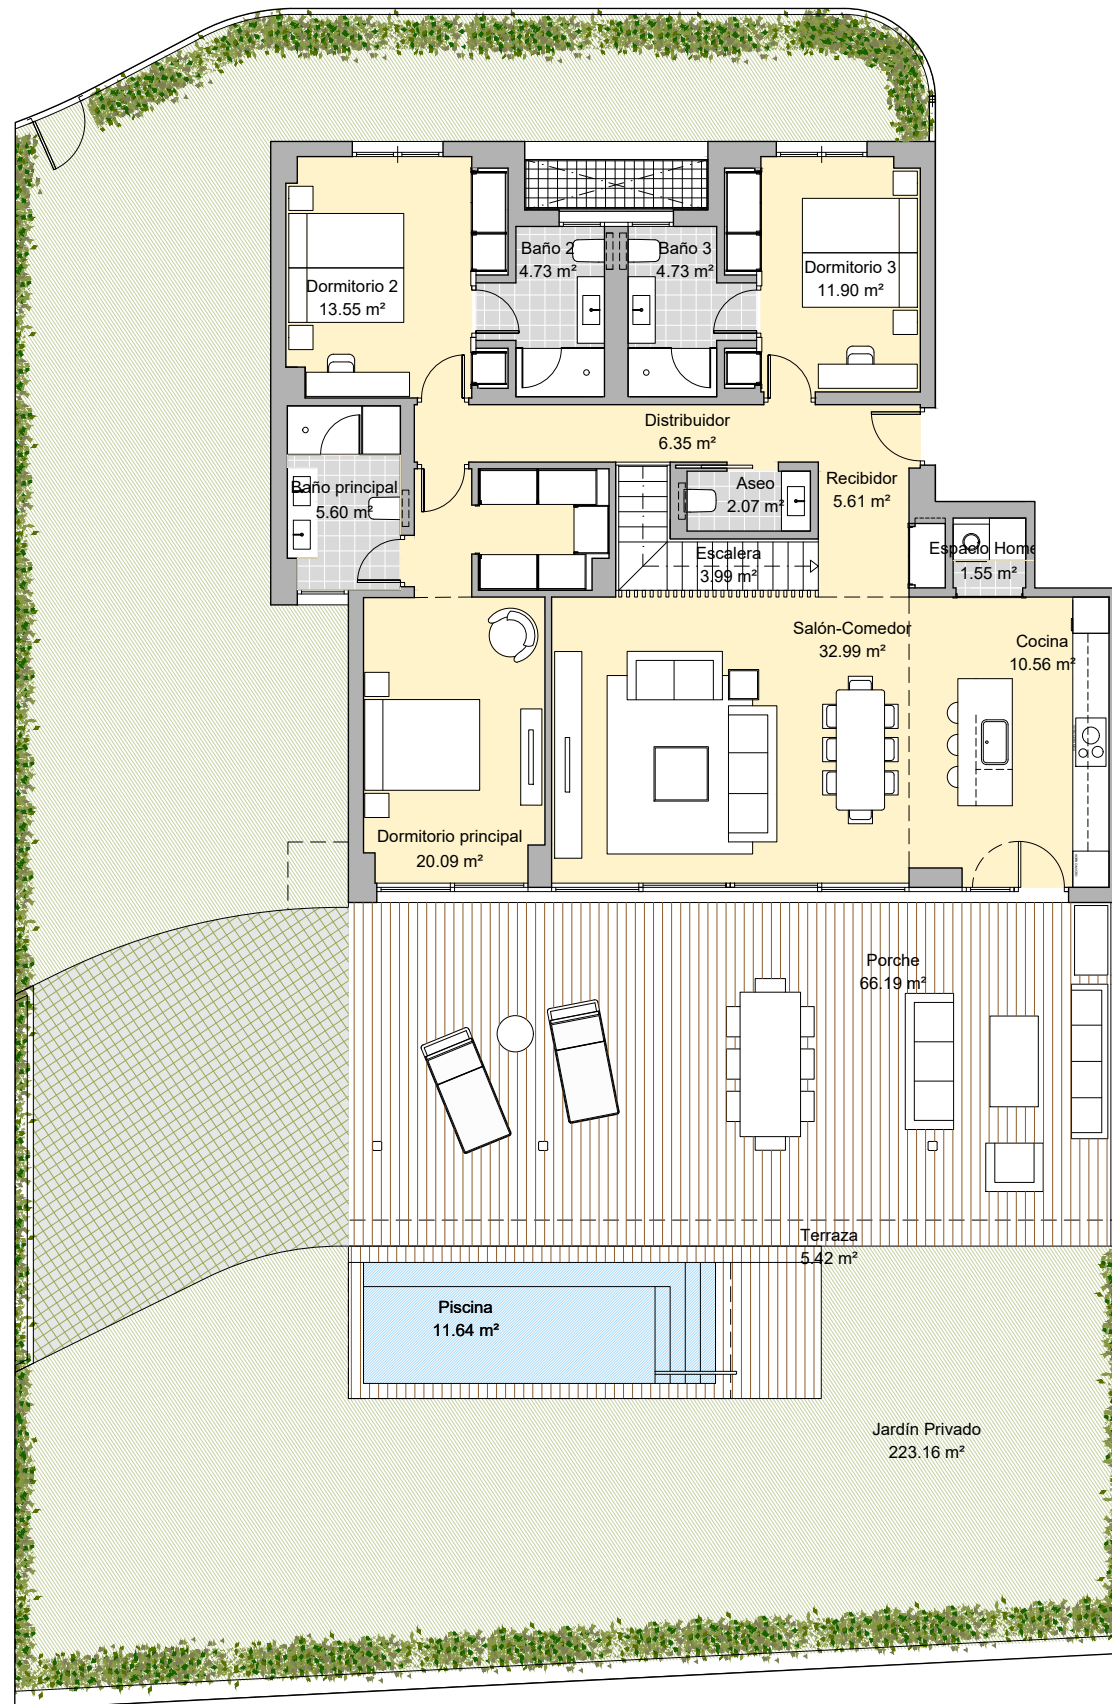 Baño 2
4.73 m²
Baño 3
4.73 m²
Dormitorio 2
13.55 m²
Dormitorio 3
11.90 m²
Distribuidor
6.35 m²
Baño principal
5.60 m²
Aseo
2.07 m²
Recibidor
5.61 m²
Escalera
3.99 m²
Espacio Home
1.55 m²
Salón-Comedor
32.99 m²
Cocina
10.56 m²
Dormitorio principal
20.09 m²
Porche
66.19 m²
Terraza
5.42 m²
Piscina
11.64 m²
Jardín Privado
223.16 m²